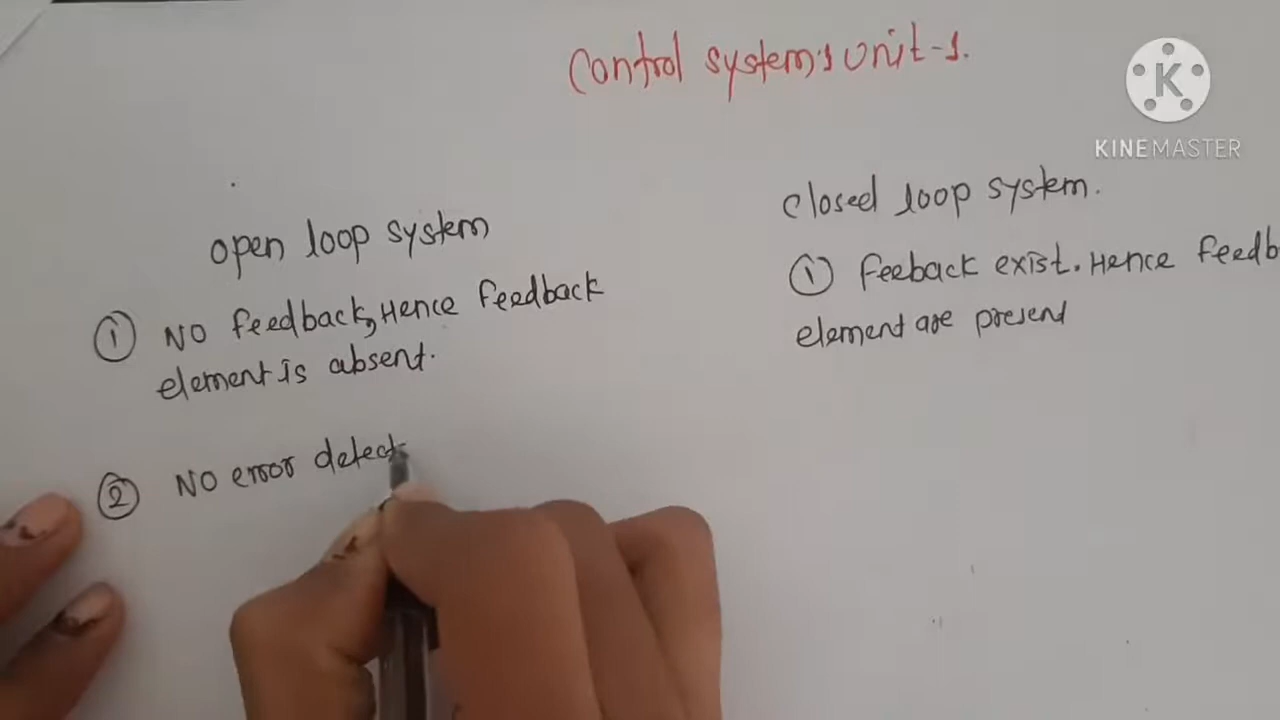 control systems unit-1.
KINEMASTER
open loop system
① NO feedback, Hence feedback
element is absent.
② NO error detect
closed loop system.
① Feeback exist. Hence feedb
element are present